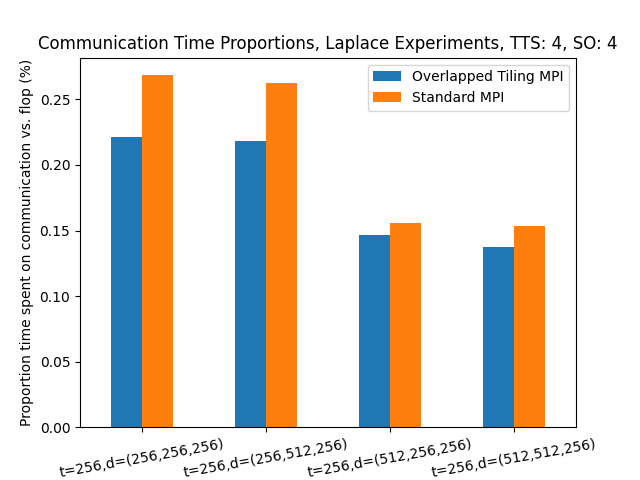 Communication Time Proportions, Laplace Experiments, TTS: 4, SO: 4
Proportion time spent on communication vs. flop (%)
Overlapped Tiling MPI
Standard MPI
0.25
0.20
0.15
0.10
0.05
0.00
t=256,d=(256,256,256)
t=256,d=(256,512,256)
t=256,d=(512,256,256)
t=256,d=(512,512,256)